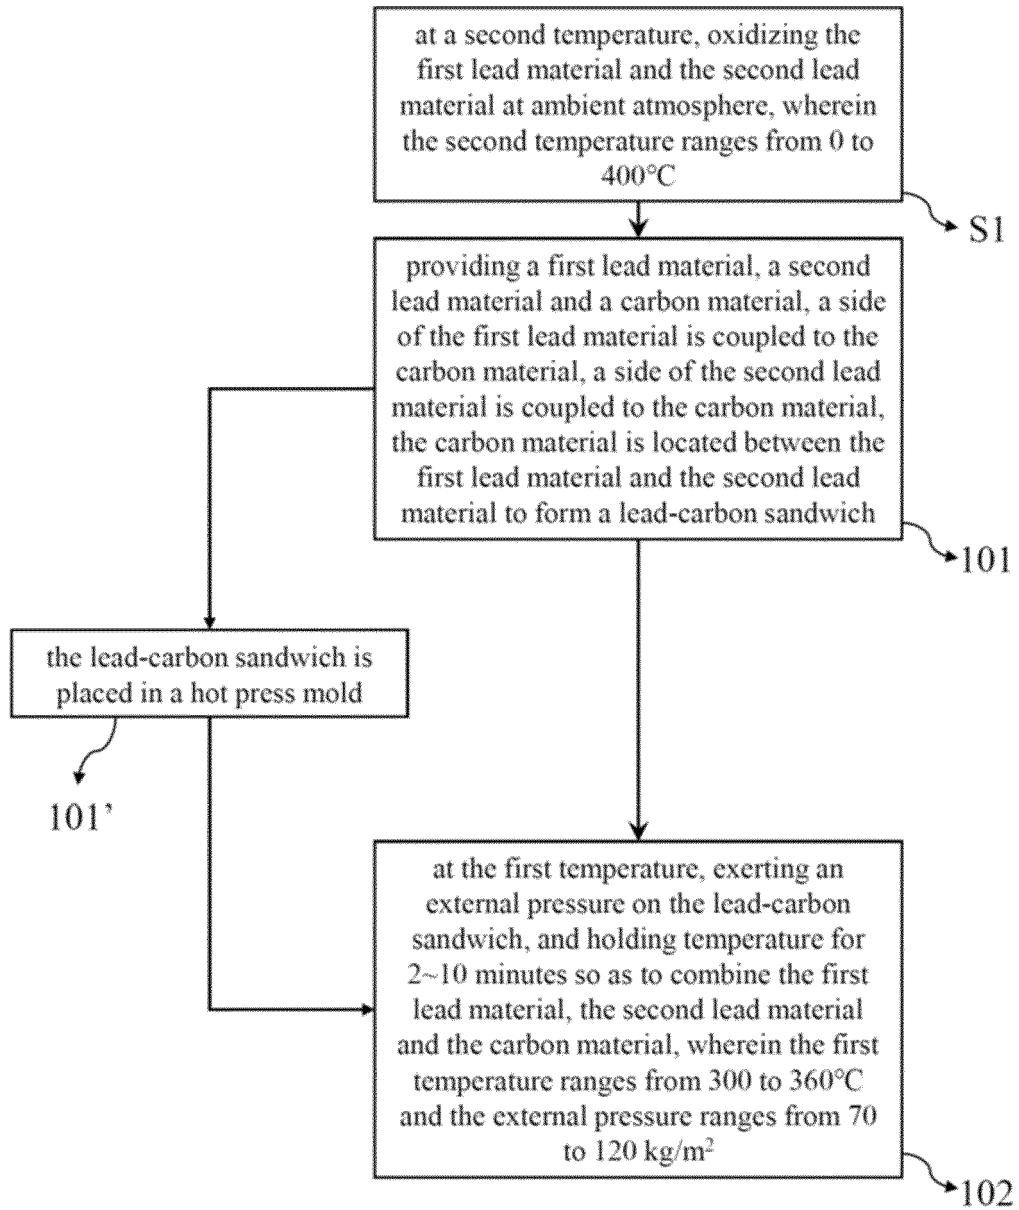 at a second temperature, oxidizing the
first lead material and the second lead
material at ambient atmosphere, wherein
the second temperature ranges from 0 to
400°C
S1
providing a first lead material, a second
lead material and a carbon material, a side
of the first lead material is coupled to the
carbon material, a side of the second lead
material is coupled to the carbon material,
the carbon material is located between the
first lead material and the second lead
material to form a lead-carbon sandwich
101
the lead-carbon sandwich is
placed in a hot press mold
101’
at the first temperature, exerting an
external pressure on the lead-carbon
sandwich, and holding temperature for
2~10 minutes so as to combine the first
lead material, the second lead material
and the carbon material, wherein the first
temperature ranges from 300 to 360°C
and the external pressure ranges from 70
to 120 kg/m²
102